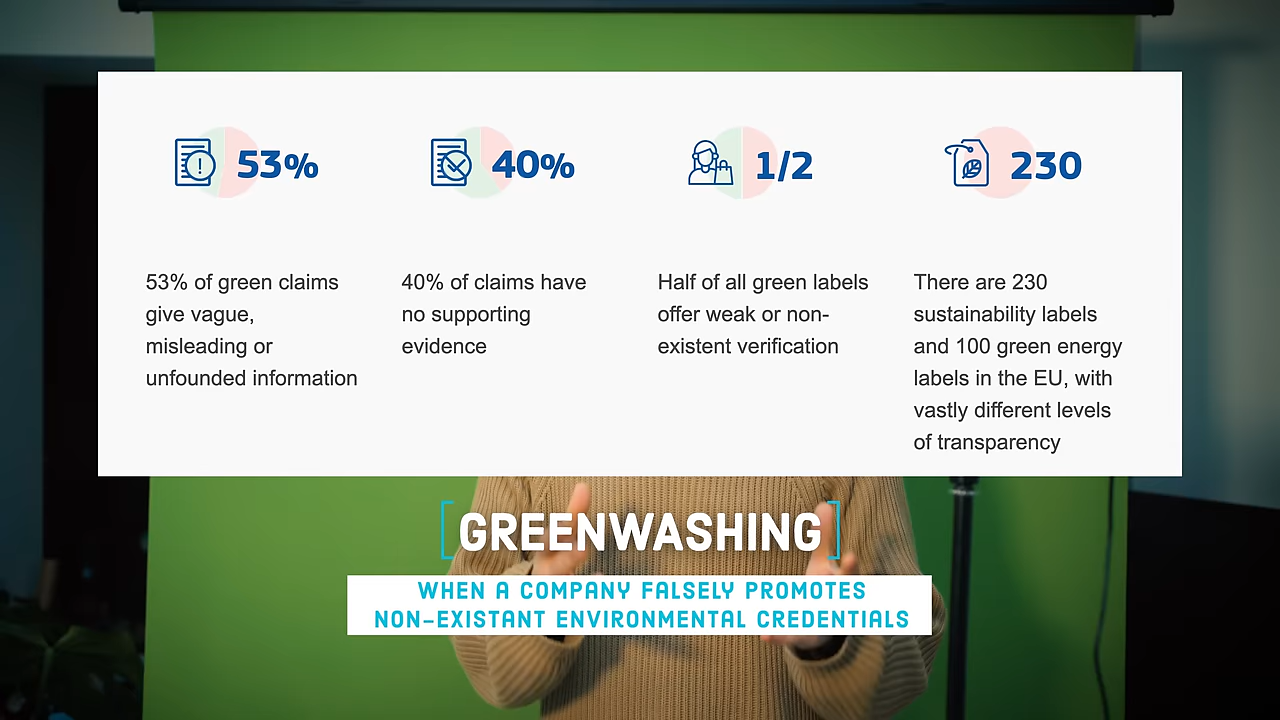 53%
40%
1/2
230
53% of green claims
give vague,
misleading or
unfounded information
40% of claims have
no supporting
evidence
Half of all green labels
offer weak or non-
existent verification
There are 230
sustainability labels
and 100 green energy
labels in the EU, with
vastly different levels
of transparency
[GREENWASHING]
WHEN A COMPANY FALSELY PROMOTES
NON-EXISTANT ENVIRONMENTAL CREDENTIALS